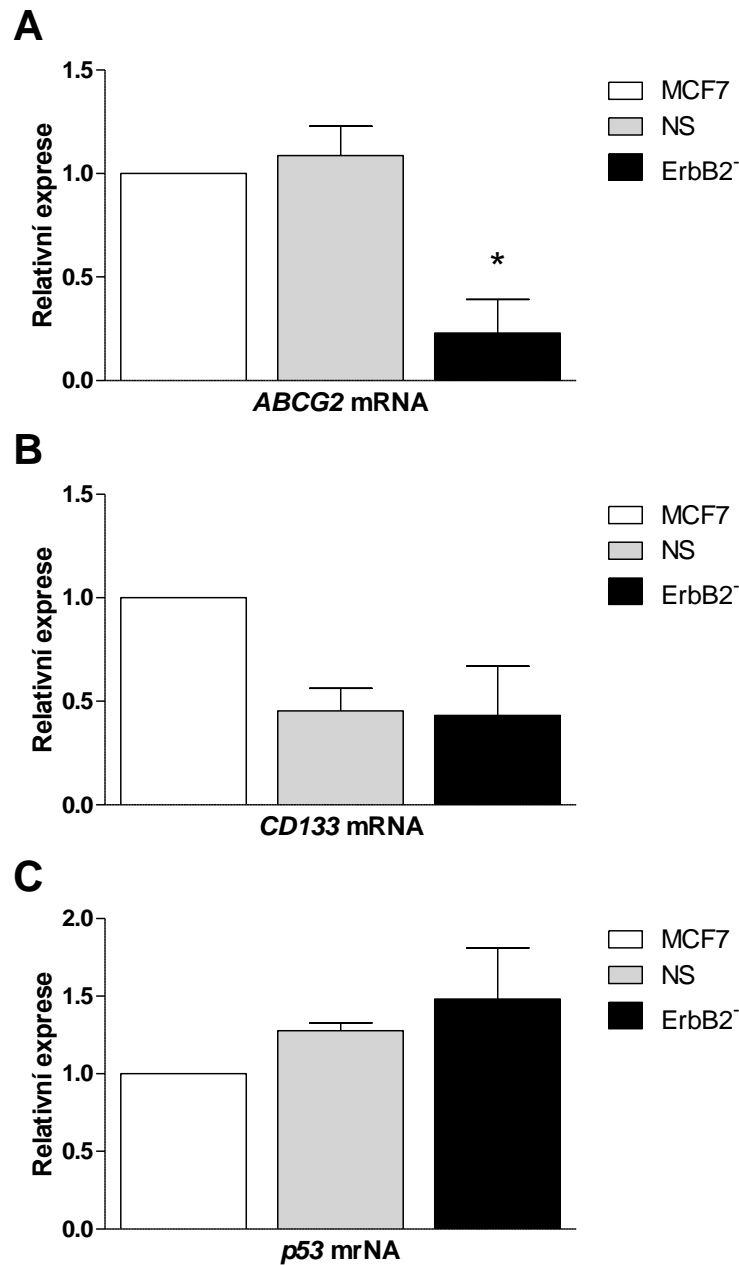 A
Relativní exprese
1.5
1.0
0.5
0.0
*
ABCG2 mRNA
MCF7
NS
ErbB2⁻
B
Relativní exprese
1.5
1.0
0.5
0.0
CD133 mRNA
MCF7
NS
ErbB2⁻
C
Relativní exprese
2.0
1.5
1.0
0.5
0.0
p53 mrNA
MCF7
NS
ErbB2⁻